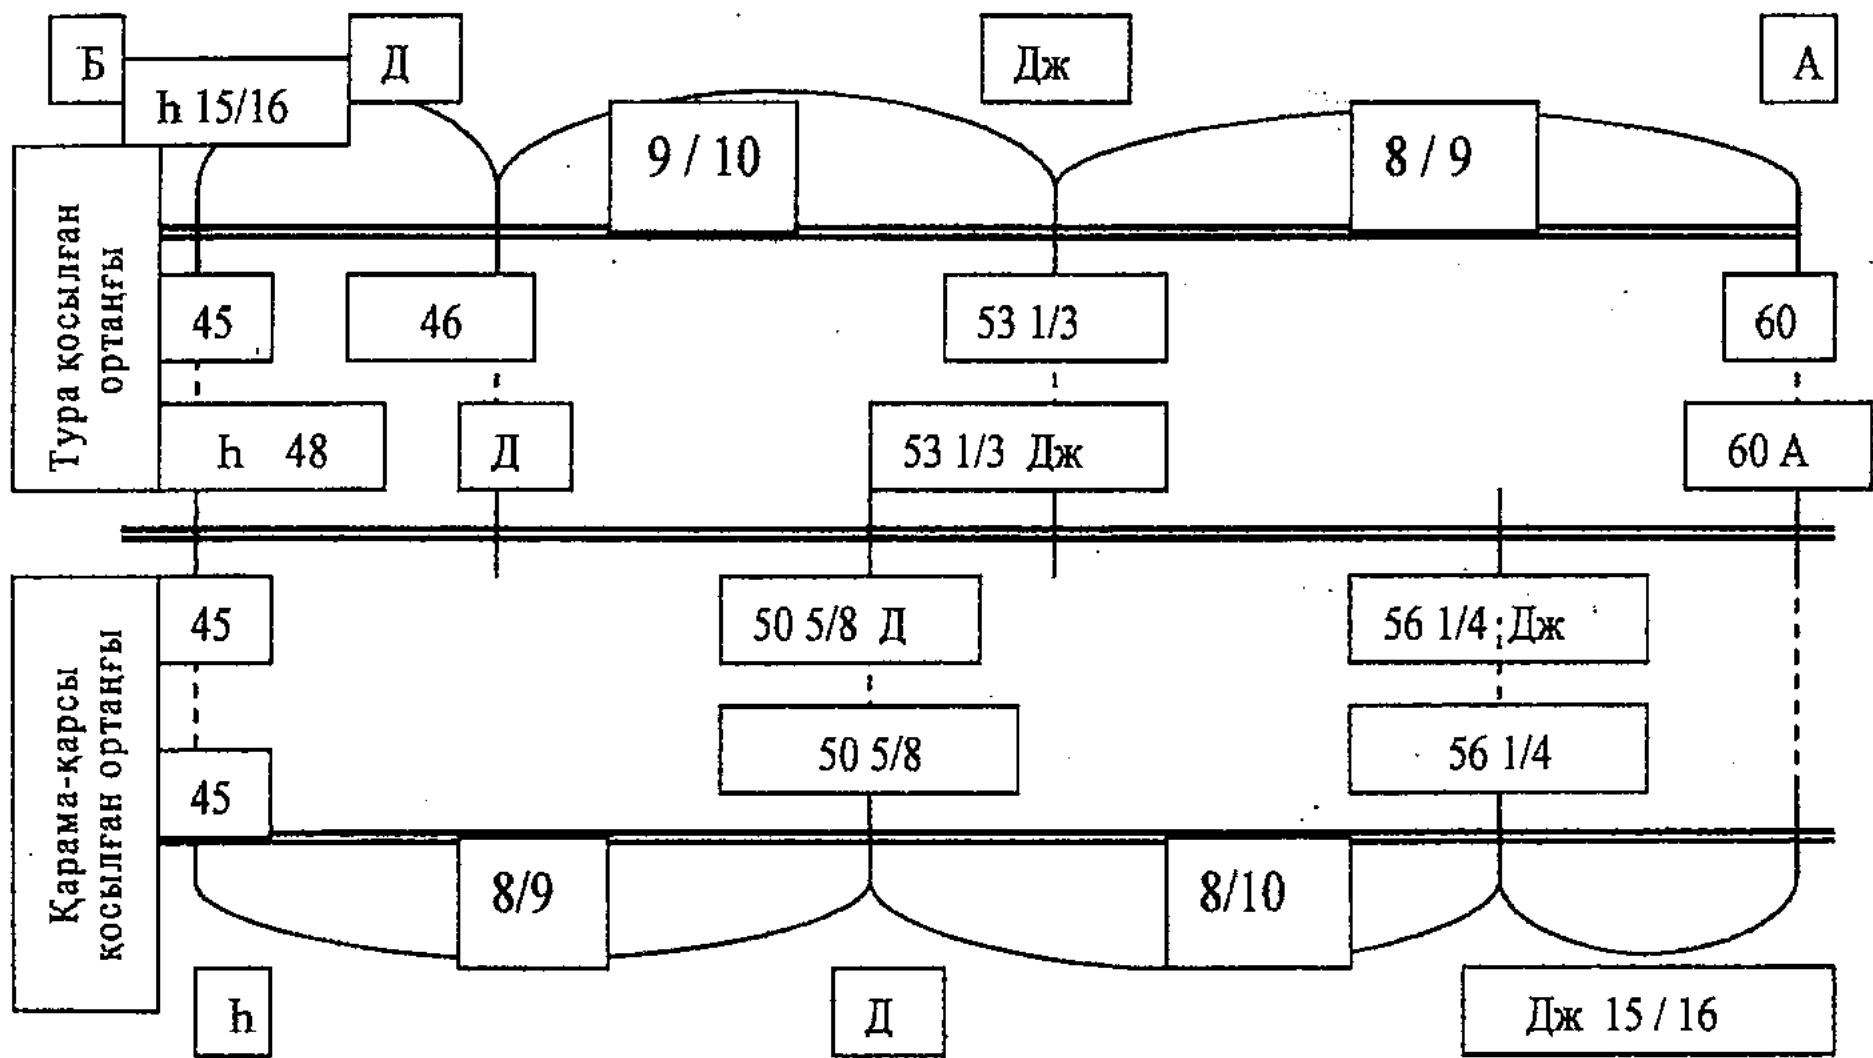 Б
Д
Дж
А
һ 15/16
9 / 10
8 / 9
Тура қосылған
ортаңғы
45
46
53 1/3
60
һ 48
Д
53 1/3 Дж
60 А
Қарама-қарсы
қосылған ортаңғы
45
50 5/8 Д
56 1/4 Дж
45
50 5/8
56 1/4
8/9
8/10
һ
Д
Дж 15 / 16